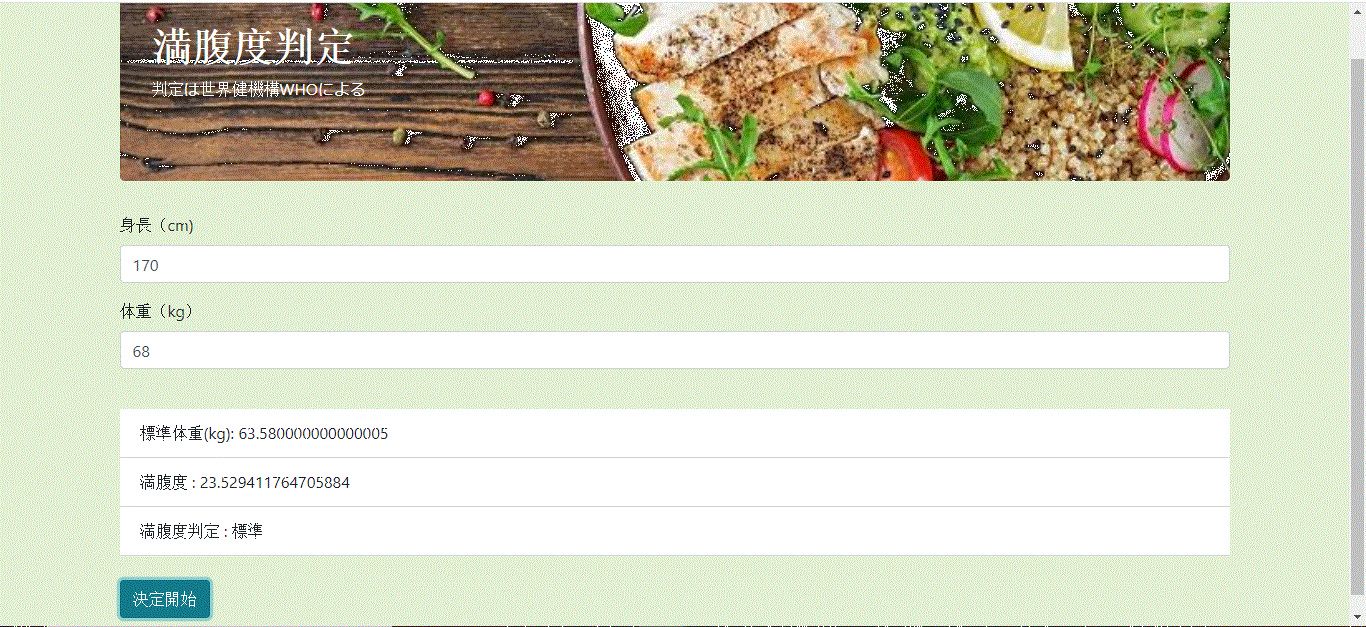 満腹度判定
判定は世界健機構WHOによる
身長（cm)
170
体重（kg）
68
標準体重(kg): 63.580000000000005
満腹度 : 23.529411764705884
満腹度判定 : 標準
決定開始